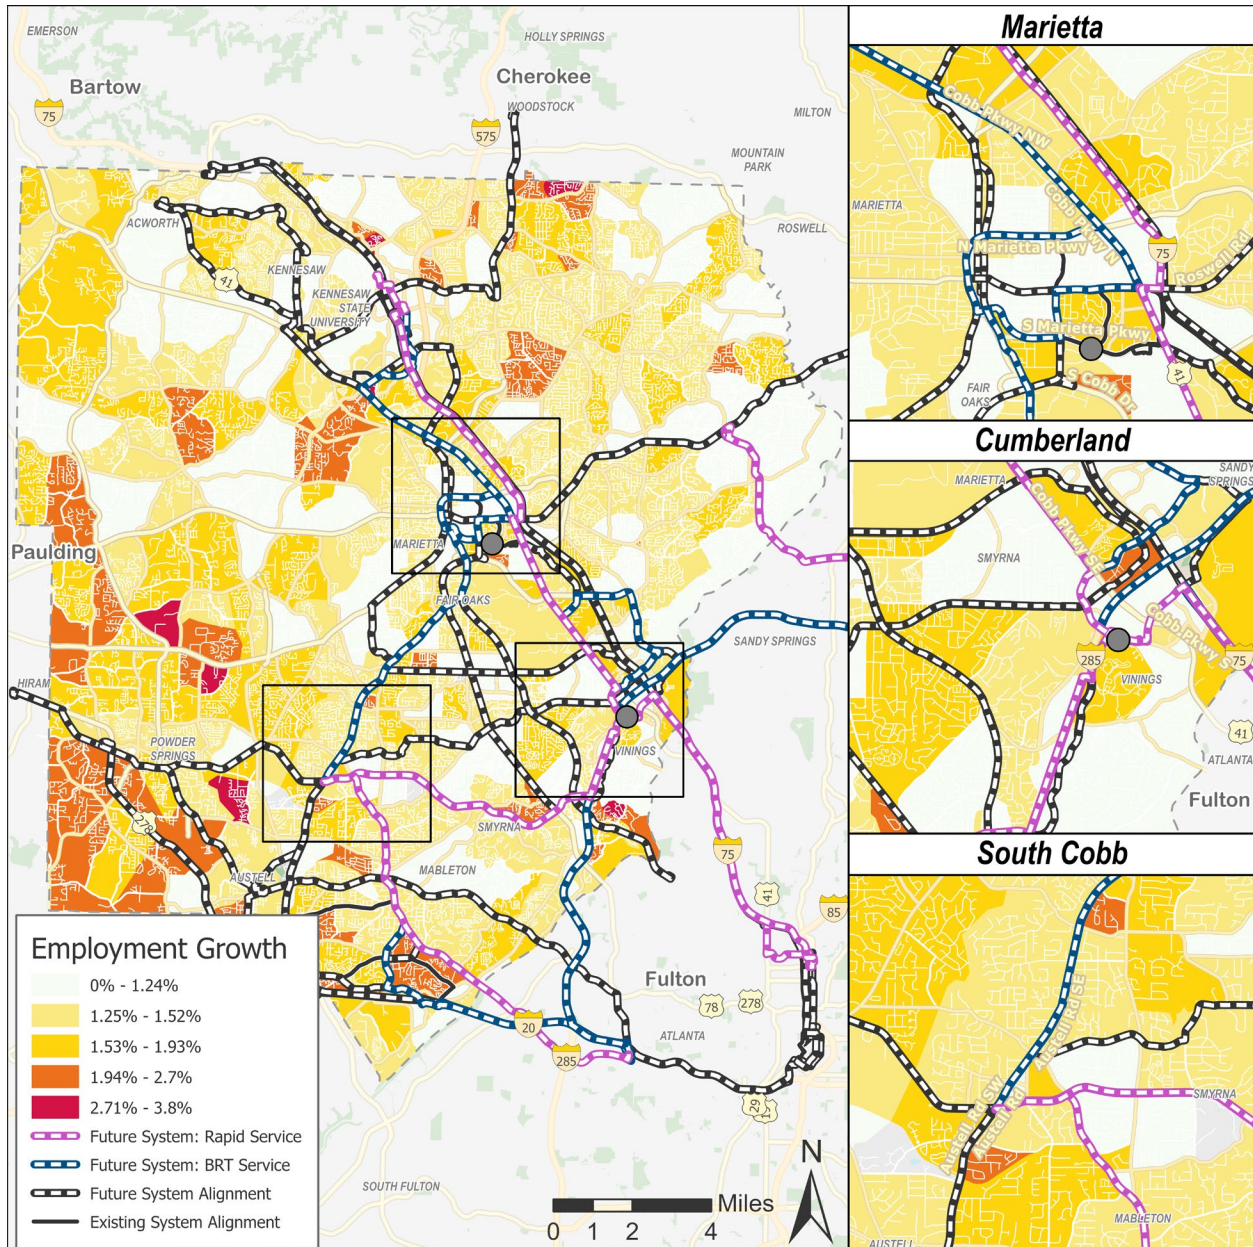 EMERSON
HOLLY SPRINGS
Bartow
Cherokee
WOODSTOCK
75
575
MILTON
MOUNTAIN
PARK
ROSWELL
ACWORTH
KENNESAW
41
KENNESAW
STATE
UNIVERSITY
Paulding
MARIETTA
FAIR OAKS
SANDY SPRINGS
HIRAM
POWDER
SPRINGS
VININGS
278
SMYRNA
MABLETON
AUSTELL
75
41
85
Fulton
78
278
20
ATLANTA
285
29
SOUTH FULTON
Employment Growth
0% - 1.24%
1.25% - 1.52%
1.53% - 1.93%
1.94% - 2.7%
2.71% - 3.8%
Future System: Rapid Service
Future System: BRT Service
Future System Alignment
Existing System Alignment
N
Miles
0 1 2 4
Marietta
Cobb Pkwy NW
Cobb Pkwy N
MARIETTA
N Marietta Pkwy
75
Roswell Rd
S Marietta Pkwy
FAIR
OAKS
S Cobb Dr
41
Cumberland
MARIETTA
SANDY
SPRINGS
Cobb Pkwy SE
SMYRNA
Cobb Pkwy S
285
75
VININGS
41
ATLANTA
Fulton
South Cobb
Austell Rd SE
Austell Rd SW
Austell Rd
SMYRNA
MABLETON
AUSTELL